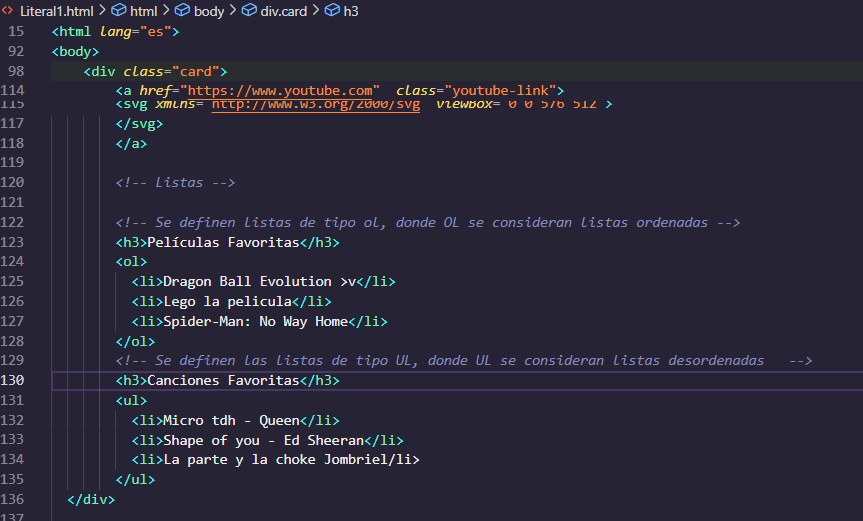 Literal1.html > html > body > div.card > h3
15 <html lang="es">
92 <body>
98 <div class="card">
114 <a href="https://www.youtube.com" class="youtube-link">
115 <svg xmlns= http://www.w3.org/2000/svg viewBox= 0 0 576 512 >
117 </svg>
118 </a>
119
120 <!-- Listas -->
121
122 <!-- Se definen listas de tipo ol, donde OL se consideran listas ordenadas -->
123 <h3>Películas Favoritas</h3>
124 <ol>
125 <li>Dragon Ball Evolution >v</li>
126 <li>Lego la pelicula</li>
127 <li>Spider-Man: No Way Home</li>
128 </ol>
129 <!-- Se definen las listas de tipo UL, donde UL se consideran listas desordenadas   -->
130 <h3>Canciones Favoritas</h3>
131 <ul>
132 <li>Micro tdh - Queen</li>
133 <li>Shape of you - Ed Sheeran</li>
134 <li>La parte y la choke Jombriel/li>
135 </ul>
136 </div>
137